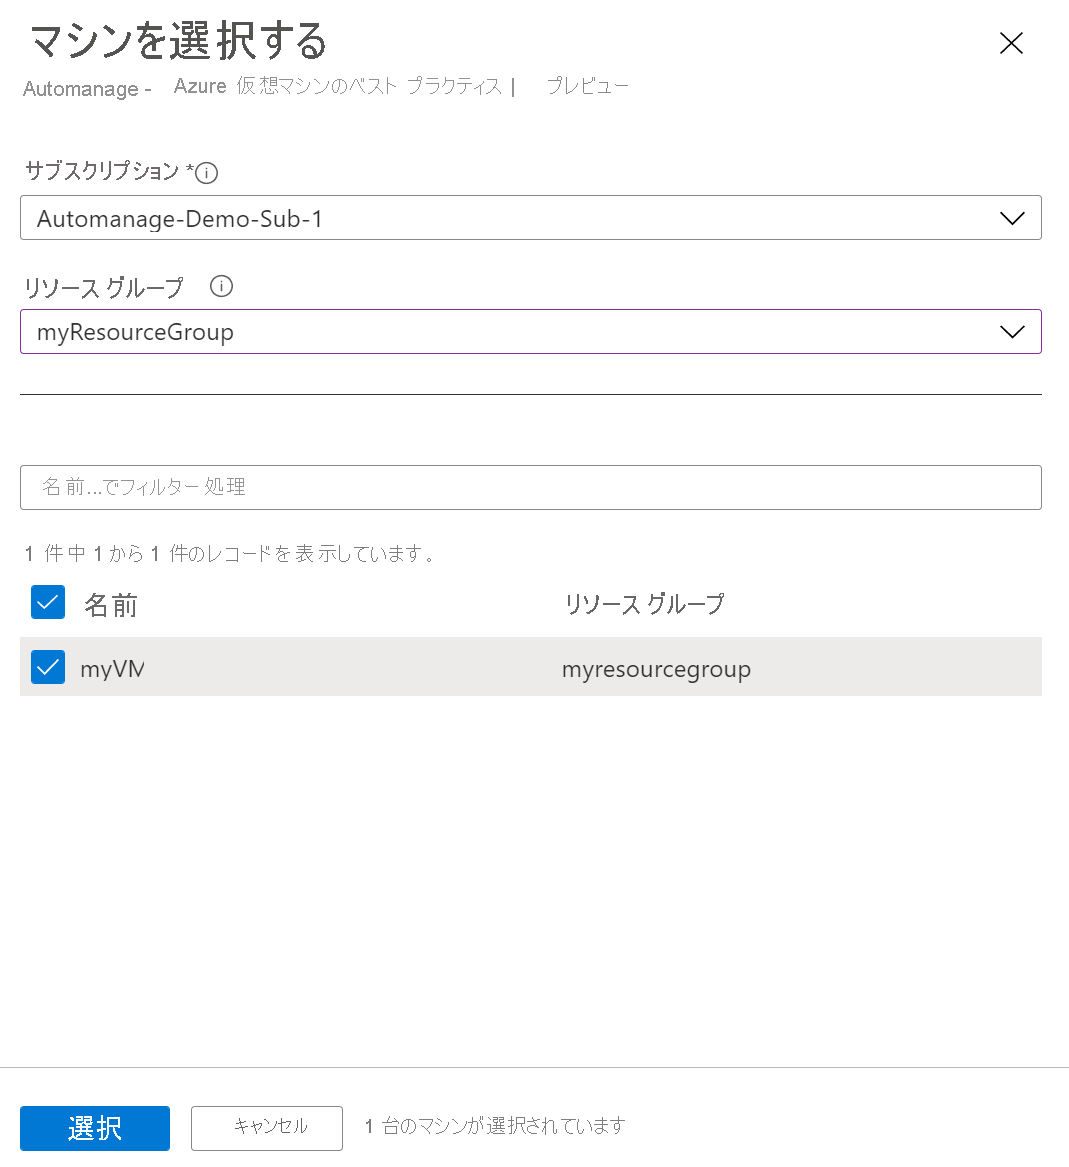 マシンを選択する
Automanage - Azure 仮想マシンのベスト プラクティス | プレビュー
サブスクリプション *
Automanage-Demo-Sub-1
リソース グループ
myResourceGroup
名前...でフィルター処理
1 件中 1 から 1 件のレコードを表示しています。
名前 リソース グループ
myVM myresourcegroup
選択 キャンセル 1 台のマシンが選択されています